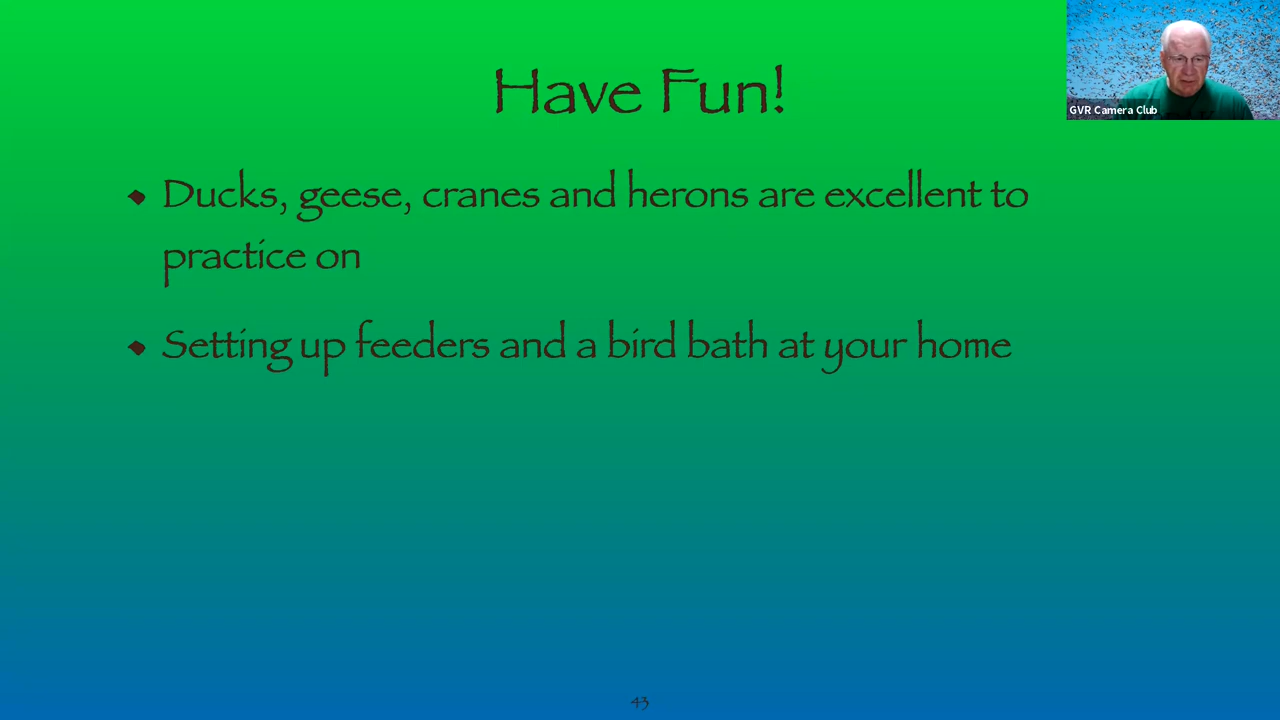 Have Fun!
GVR Camera Club
• Ducks, geese, cranes and herons are excellent to
practice on
• Setting up feeders and a bird bath at your home
43